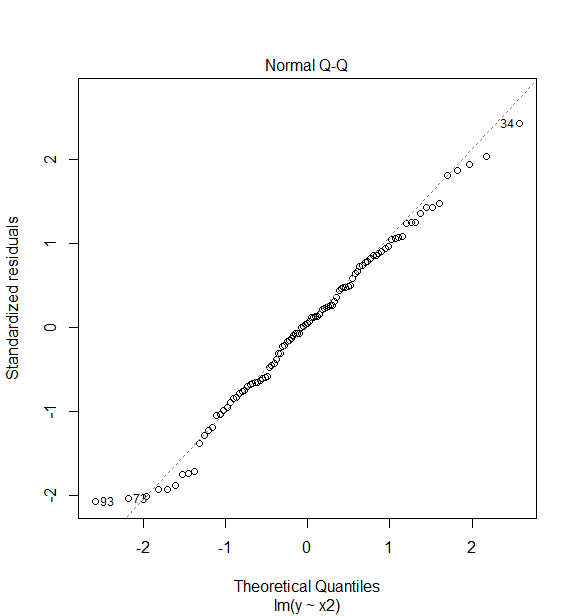 Normal Q-Q
Standardized residuals
2
1
0
-1
-2
34
93
73
-2 -1 0 1 2
Theoretical Quantiles
lm(y ~ x2)